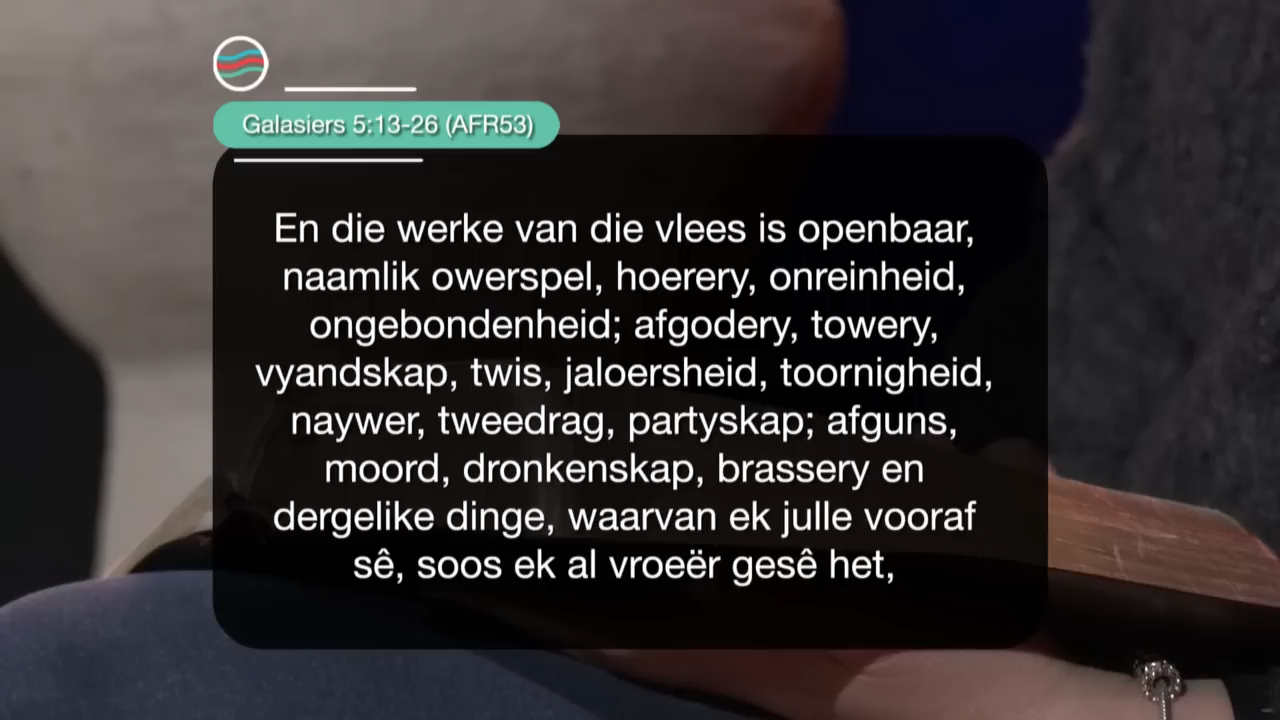 Galasiers 5:13-26 (AFR53)
En die werke van die vlees is openbaar,
naamlik owerspel, hoerery, onreinheid,
ongebondenheid; afgodery, towery,
vyandskap, twis, jaloersheid, toornigheid,
naywer, tweedrag, partyskap; afguns,
moord, dronkenskap, brassery en
dergelike dinge, waarvan ek julle vooraf
sê, soos ek al vroeër gesê het,